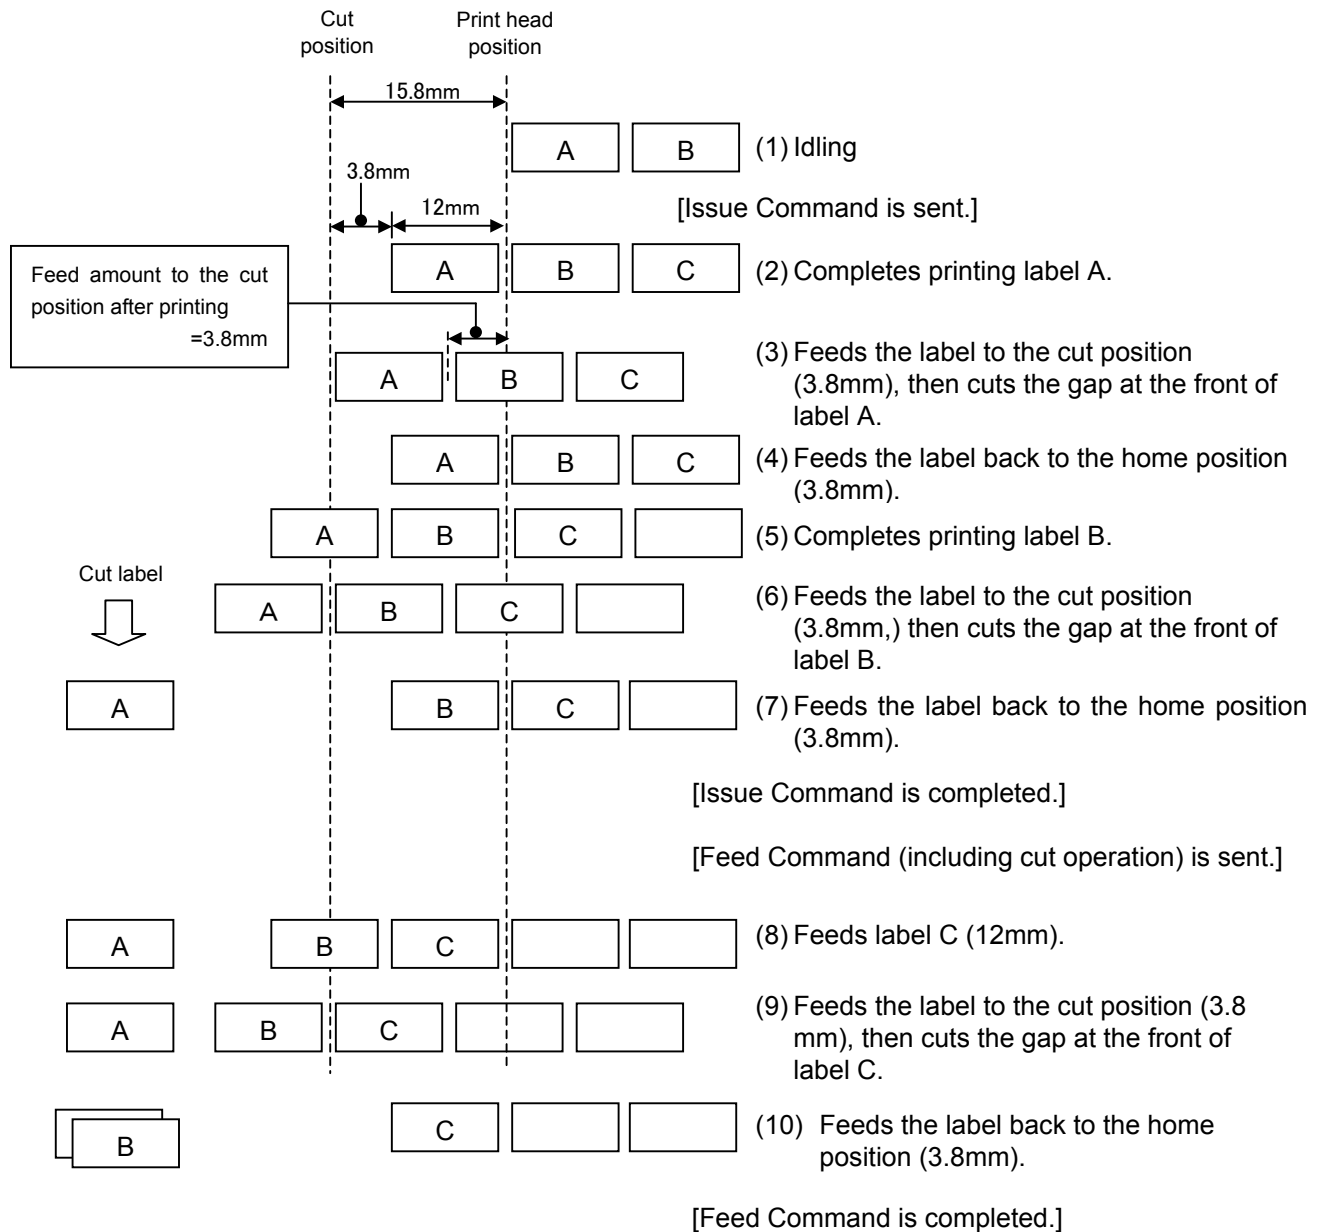 Cut
position
Print head
position
15.8mm
A B (1) Idling
3.8mm
12mm
[Issue Command is sent.]
Feed amount to the cut
position after printing
=3.8mm
A B C (2) Completes printing label A.
A B C (3) Feeds the label to the cut position
(3.8mm), then cuts the gap at the front of
label A.
A B C (4) Feeds the label back to the home position
(3.8mm).
A B C (5) Completes printing label B.
Cut label
A B C (6) Feeds the label to the cut position
(3.8mm,) then cuts the gap at the front of
label B.
A B C (7) Feeds the label back to the home position
(3.8mm).
[Issue Command is completed.]
[Feed Command (including cut operation) is sent.]
A B C (8) Feeds label C (12mm).
A B C (9) Feeds the label to the cut position (3.8
mm), then cuts the gap at the front of
label C.
B C (10) Feeds the label back to the home
position (3.8mm).
[Feed Command is completed.]